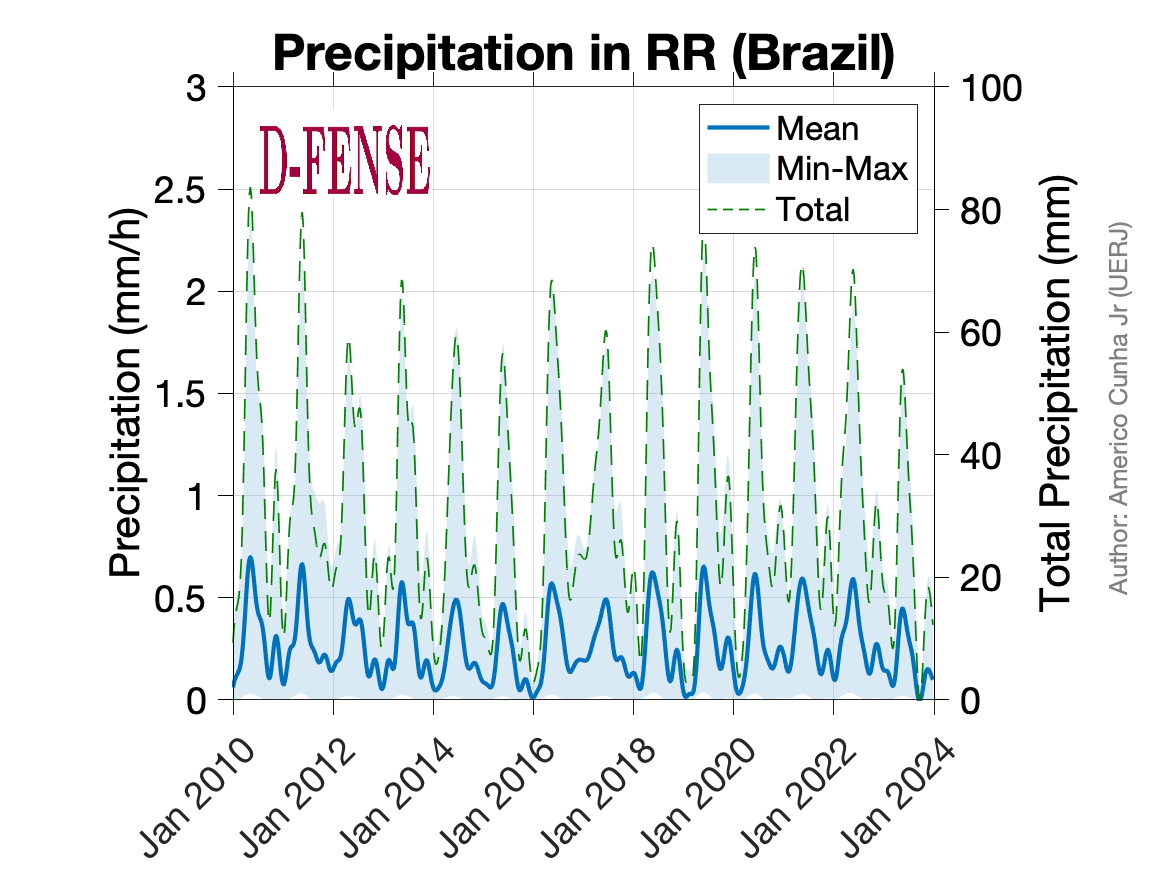 Precipitation in RR (Brazil)
D-FENSE
Mean
Min-Max
Total
Precipitation (mm/h)
3
2.5
2
1.5
1
0.5
0
100
80
60
40
20
0
Total Precipitation (mm)
Author: Americo Cunha Jr (UERJ)
Jan 2010
Jan 2012
Jan 2014
Jan 2016
Jan 2018
Jan 2020
Jan 2022
Jan 2024